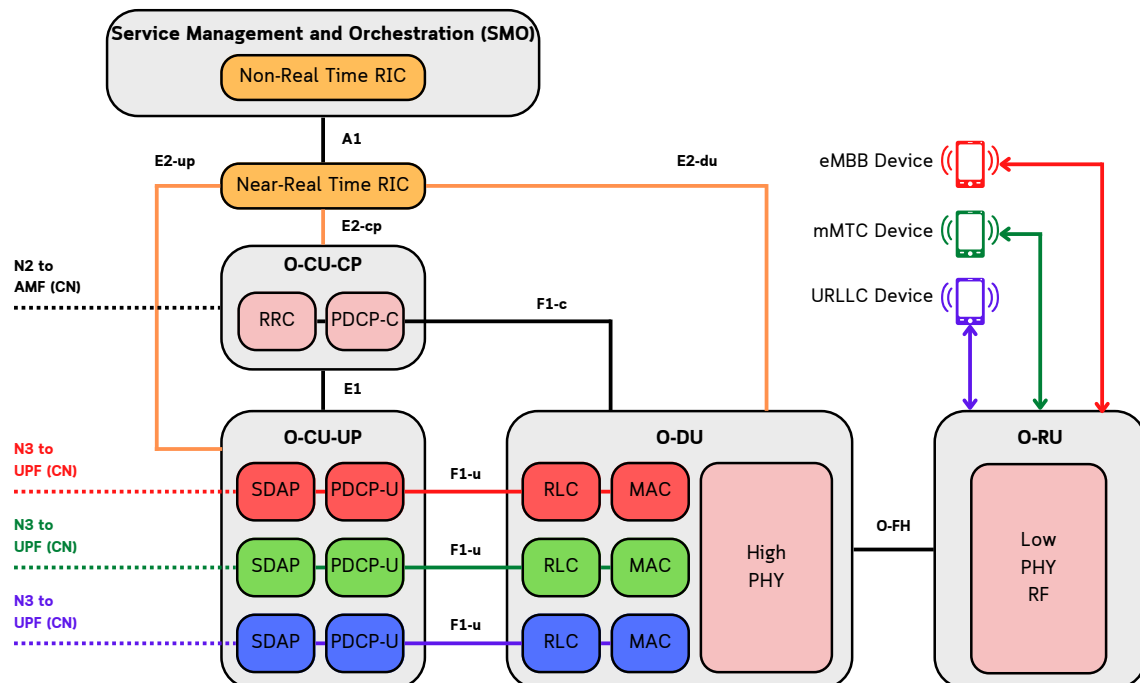 Service Management and Orchestration (SMO)
Non-Real Time RIC
A1
E2-up
E2-du
Near-Real Time RIC
E2-cp
eMBB Device
mMTC Device
URLLC Device
N2 to
AMF (CN)
O-CU-CP
RRC
PDCP-C
F1-c
E1
O-CU-UP
O-DU
O-RU
N3 to
UPF (CN)
SDAP
PDCP-U
F1-u
RLC
MAC
N3 to
UPF (CN)
SDAP
PDCP-U
F1-u
RLC
MAC
N3 to
UPF (CN)
SDAP
PDCP-U
F1-u
RLC
MAC
High
PHY
O-FH
Low
PHY
RF